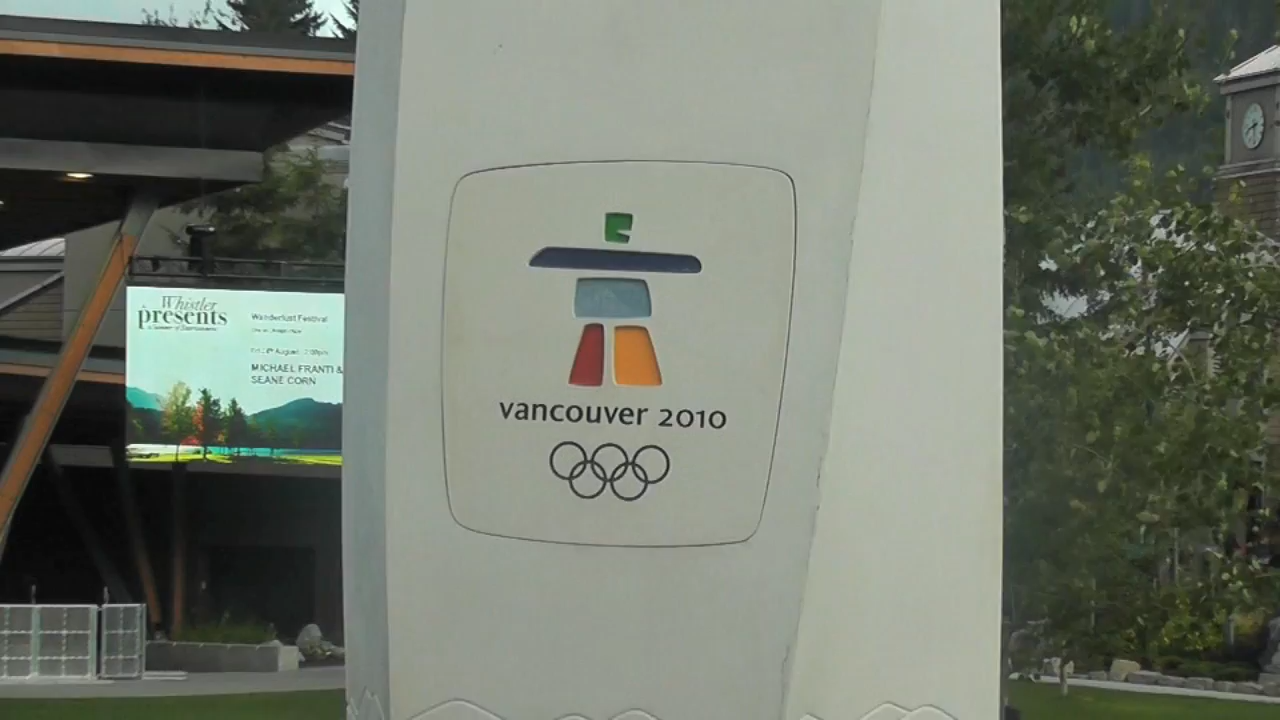 Whistler
presents
Wanderlust Festival
MICHAEL FRANTI &
SEANE CORN
vancouver 2010